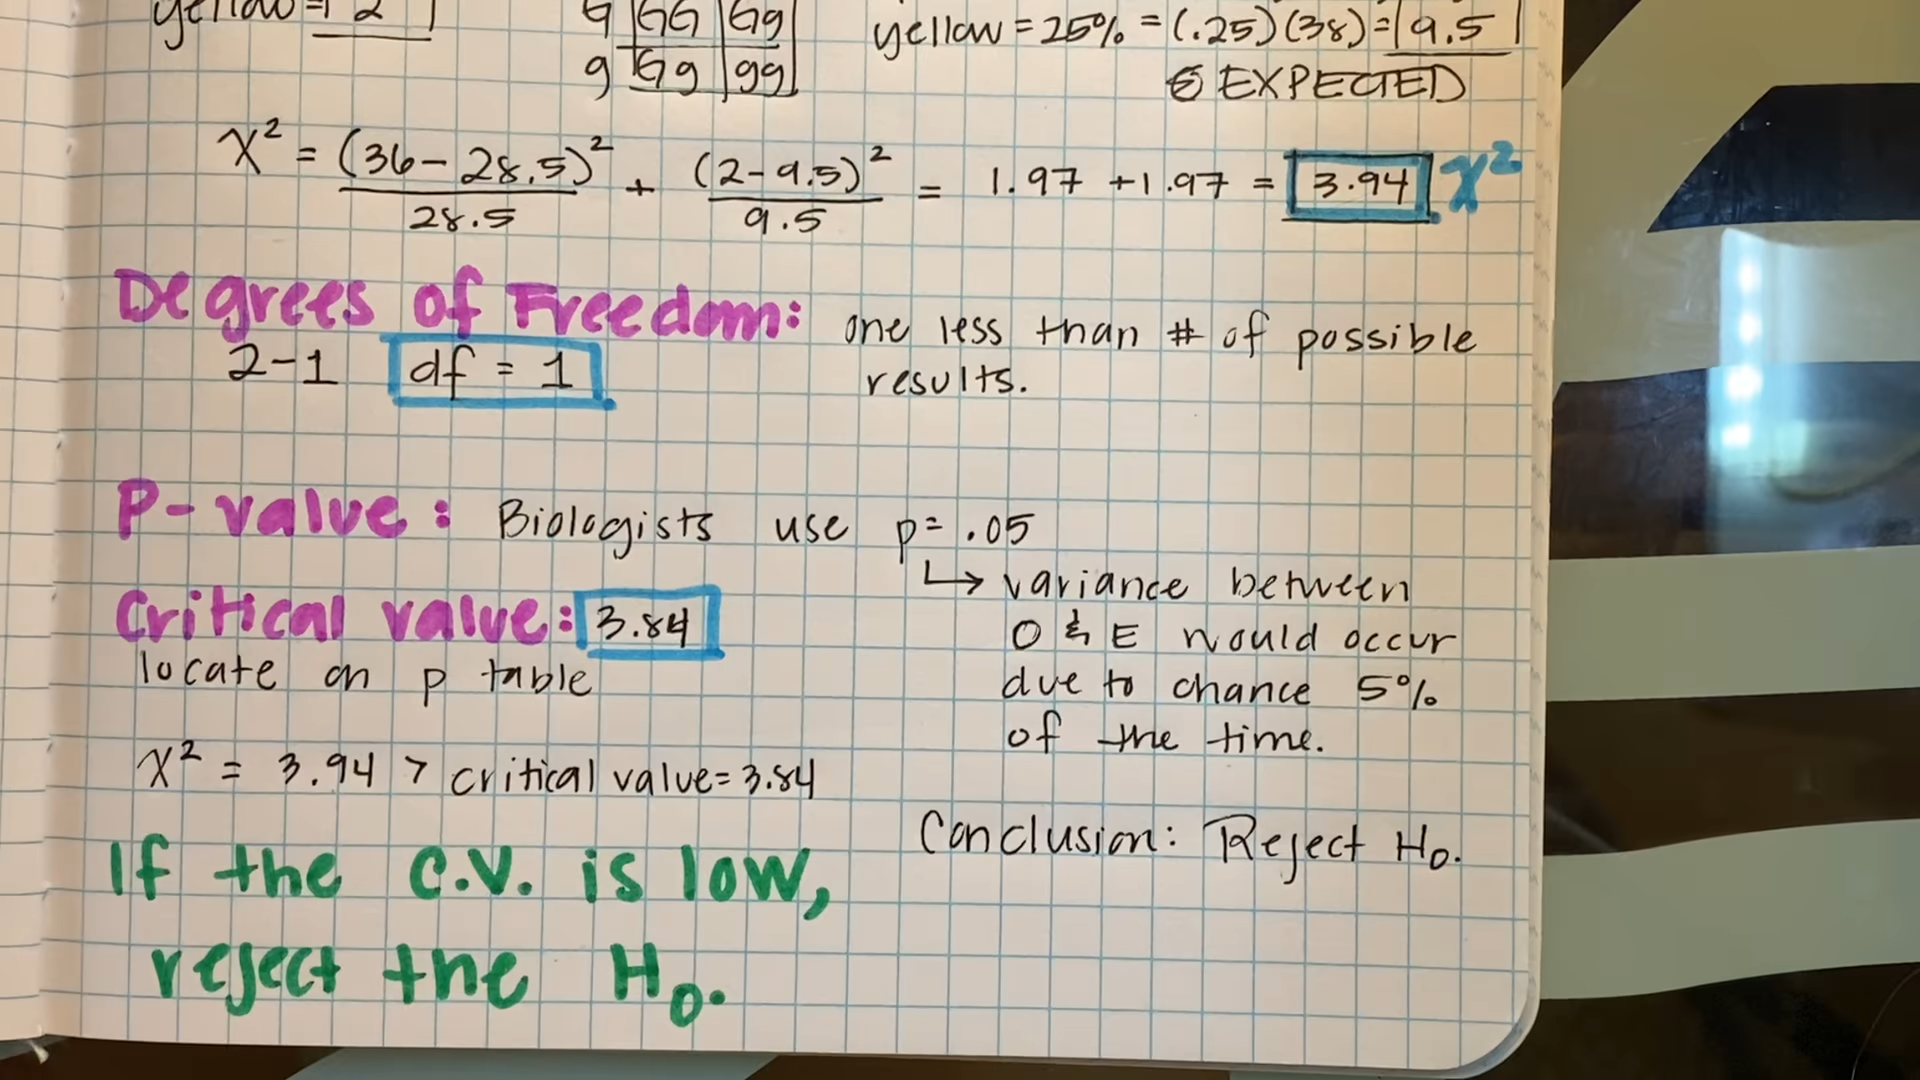 yellow = 2
G GG Gg
g Gg gg
yellow = 25% = (.25)(38) = 9.5
EXPECTED
χ² = (36-28.5)²/28.5 + (2-9.5)²/9.5 = 1.97 + 1.97 = 3.94 χ²
Degrees of Freedom: one less than # of possible
2-1 df = 1 results.
P-value: Biologists use p= .05
↳ variance between
Critical value: 3.84
O & E would occur
locate on p table
due to chance 5%
of the time.
χ² = 3.94 > critical value= 3.84
Conclusion: Reject H₀.
If the C.V. is low,
reject the H₀.